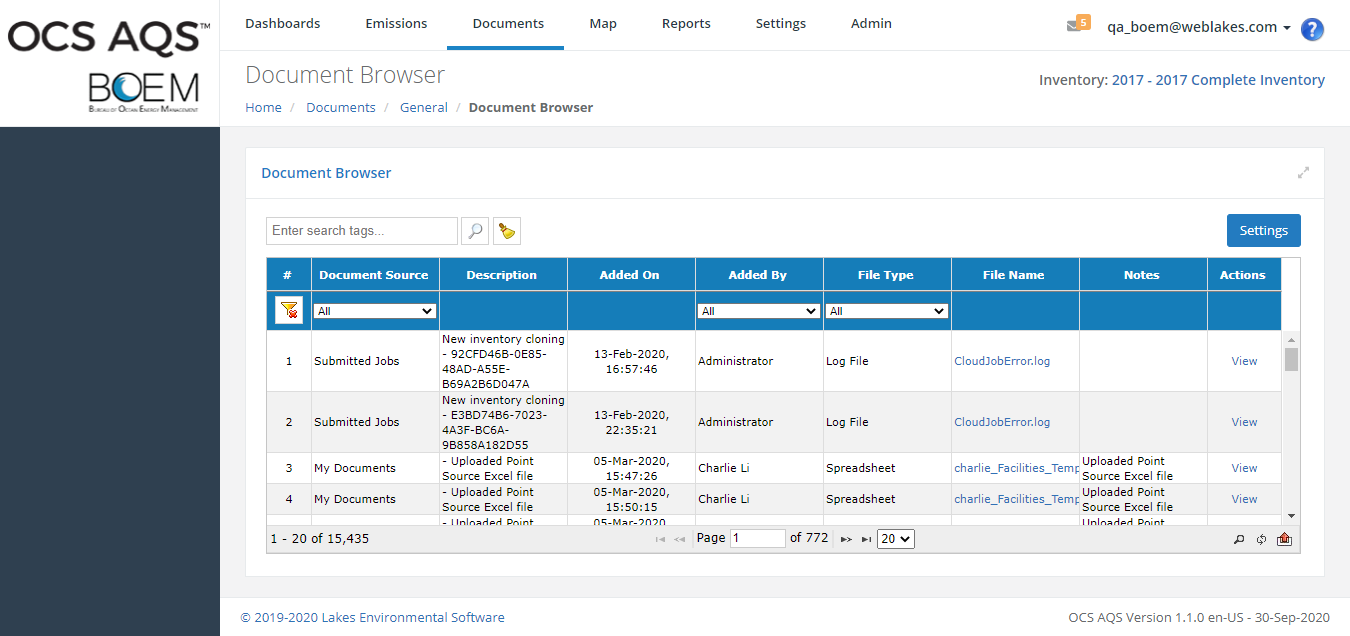 OCS AQS™
BOEM
BUREAU OF OCEAN ENERGY MANAGEMENT
Dashboards Emissions Documents Map Reports Settings Admin
5 qa_boem@weblakes.com ?
Document Browser
Home / Documents / General / Document Browser
Inventory: 2017 - 2017 Complete Inventory
Document Browser
Enter search tags...
Settings
# Document Source Description Added On Added By File Type File Name Notes Actions
All All All
1 Submitted Jobs New inventory cloning - 92CFD46B-0E85-48AD-A55E-B69A2B6D047A 13-Feb-2020, 16:57:46 Administrator Log File CloudJobError.log View
2 Submitted Jobs New inventory cloning - E3BD74B6-7023-4A3F-BC6A-9B858A182D55 13-Feb-2020, 22:35:21 Administrator Log File CloudJobError.log View
3 My Documents - Uploaded Point Source Excel file 05-Mar-2020, 15:47:26 Charlie Li Spreadsheet charlie_Facilities_Temp Uploaded Point Source Excel file View
4 My Documents - Uploaded Point Source Excel file 05-Mar-2020, 15:50:15 Charlie Li Spreadsheet charlie_Facilities_Temp Uploaded Point Source Excel file View
- Uploaded Point 05-Mar-2020, Uploaded Point
1 - 20 of 15,435 Page 1 of 772 20
© 2019-2020 Lakes Environmental Software
OCS AQS Version 1.1.0 en-US - 30-Sep-2020